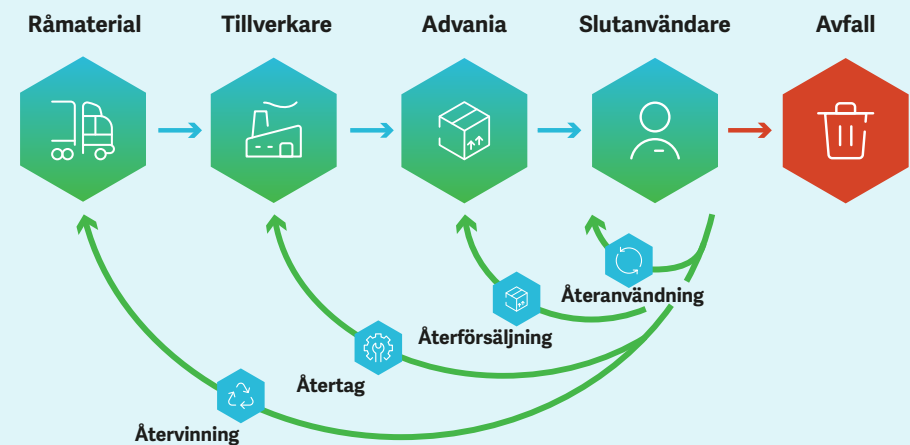 Råmaterial
Tillverkare
Advania
Slutanvändare
Avfall
Återanvändning
Återförsäljning
Återtag
Återvinning